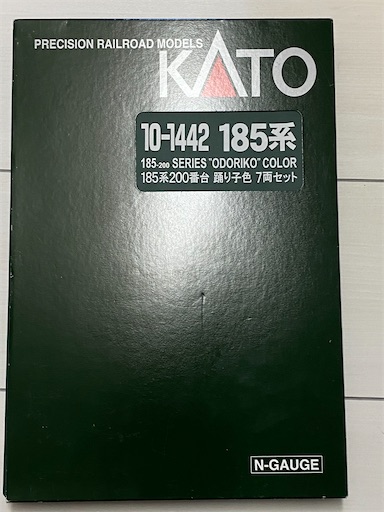 PRECISION RAILROAD MODELS
KATO
10-1442 185系
185-200 SERIES "ODORIKO" COLOR
185系200番台 踊り子色 7両セット
N-GAUGE